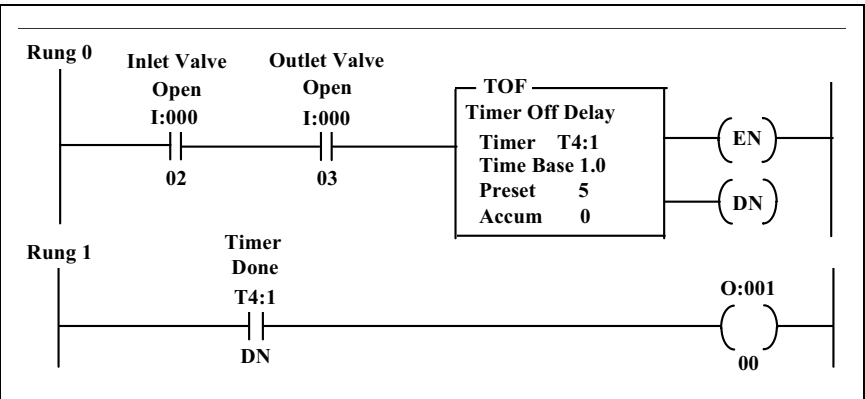 Rung 0
Inlet Valve
Open
I:000
02
Outlet Valve
Open
I:000
03
TOF
Timer Off Delay
Timer T4:1
Time Base 1.0
Preset 5
Accum 0
EN
DN
Rung 1
Timer
Done
T4:1
DN
O:001
00